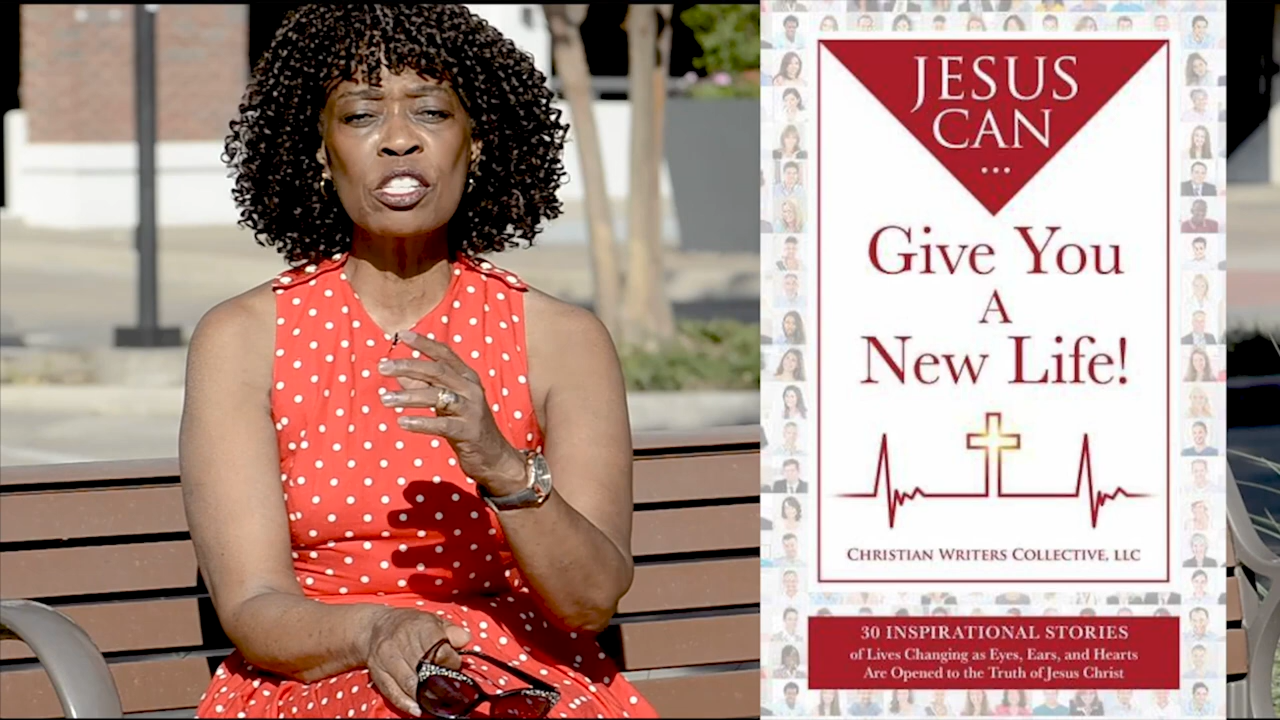 JESUS
CAN
...
Give You
A
New Life!
CHRISTIAN WRITERS COLLECTIVE, LLC
30 INSPIRATIONAL STORIES
of Lives Changing as Eyes, Ears, and Hearts
Are Opened to the Truth of Jesus Christ